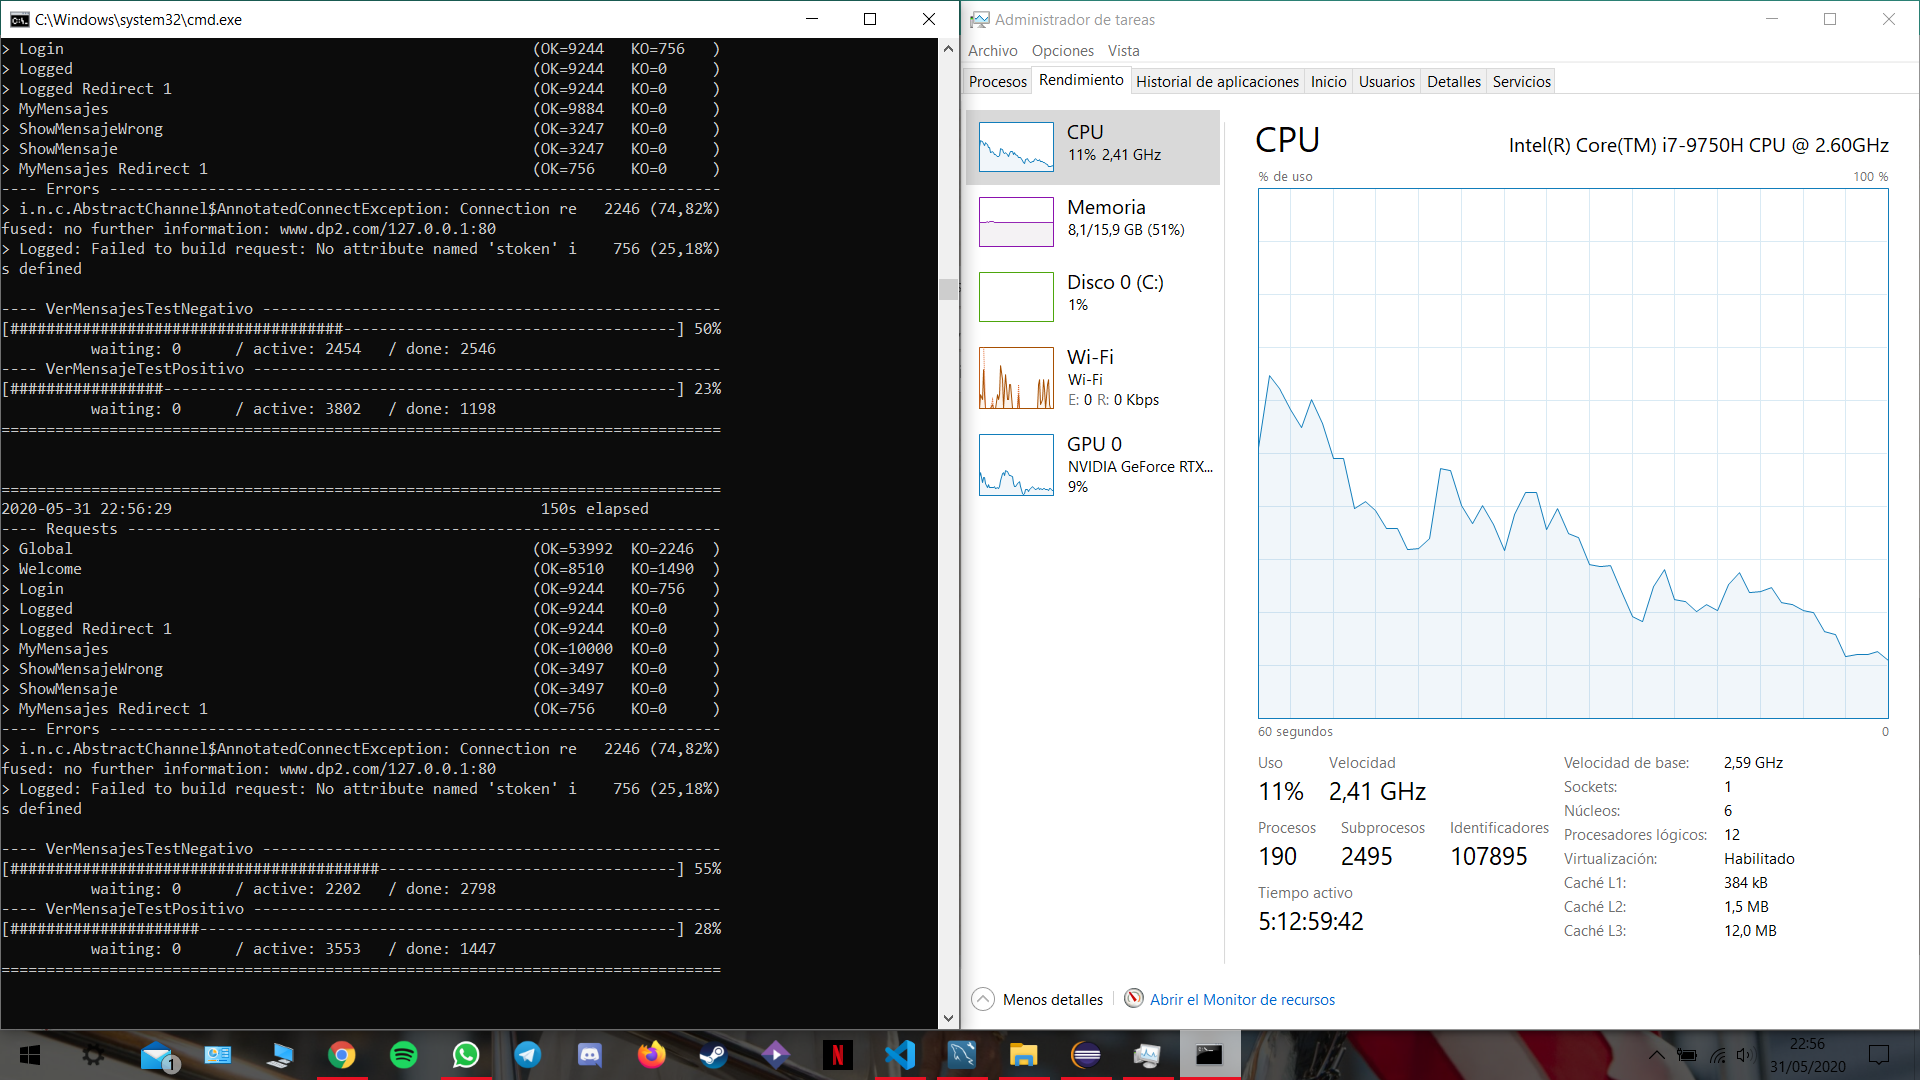 C:\Windows\system32\cmd.exe
> Login                                                    (OK=9244   KO=756   )
> Logged                                                   (OK=9244   KO=0     )
> Logged Redirect 1                                        (OK=9244   KO=0     )
> MyMensajes                                               (OK=9884   KO=0     )
> ShowMensajeWrong                                         (OK=3247   KO=0     )
> ShowMensaje                                              (OK=3247   KO=0     )
> MyMensajes Redirect 1                                    (OK=756    KO=0     )
---- Errors --------------------------------------------------------------------
> i.n.c.AbstractChannel$AnnotatedConnectException: Connection re   2246 (74,82%)
fused: no further information: www.dp2.com/127.0.0.1:80
> Logged: Failed to build request: No attribute named 'stoken' i    756 (25,18%)
s defined
---- VerMensajesTestNegativo ---------------------------------------------------
[#####################################-------------------------------------] 50%
          waiting: 0      / active: 2454   / done: 2546
---- VerMensajeTestPositivo ----------------------------------------------------
[#################---------------------------------------------------------] 23%
          waiting: 0      / active: 3802   / done: 1198
================================================================================
================================================================================
2020-05-31 22:56:29                                         150s elapsed
---- Requests ------------------------------------------------------------------
> Global                                                   (OK=53992  KO=2246  )
> Welcome                                                  (OK=8510   KO=1490  )
> Login                                                    (OK=9244   KO=756   )
> Logged                                                   (OK=9244   KO=0     )
> Logged Redirect 1                                        (OK=9244   KO=0     )
> MyMensajes                                               (OK=10000  KO=0     )
> ShowMensajeWrong                                         (OK=3497   KO=0     )
> ShowMensaje                                              (OK=3497   KO=0     )
> MyMensajes Redirect 1                                    (OK=756    KO=0     )
---- Errors --------------------------------------------------------------------
> i.n.c.AbstractChannel$AnnotatedConnectException: Connection re   2246 (74,82%)
fused: no further information: www.dp2.com/127.0.0.1:80
> Logged: Failed to build request: No attribute named 'stoken' i    756 (25,18%)
s defined
---- VerMensajesTestNegativo ---------------------------------------------------
[#########################################---------------------------------] 55%
          waiting: 0      / active: 2202   / done: 2798
---- VerMensajeTestPositivo ----------------------------------------------------
[#####################-----------------------------------------------------] 28%
          waiting: 0      / active: 3553   / done: 1447
================================================================================
Administrador de tareas
Archivo Opciones Vista
Procesos Rendimiento Historial de aplicaciones Inicio Usuarios Detalles Servicios
CPU
11% 2,41 GHz
Memoria
8,1/15,9 GB (51%)
Disco 0 (C:)
1%
Wi-Fi
Wi-Fi
E: 0 R: 0 Kbps
GPU 0
NVIDIA GeForce RTX...
9%
CPU
Intel(R) Core(TM) i7-9750H CPU @ 2.60GHz
% de uso 100 %
60 segundos 0
Uso Velocidad
11% 2,41 GHz
Procesos Subprocesos Identificadores
190 2495 107895
Tiempo activo
5:12:59:42
Velocidad de base: 2,59 GHz
Sockets: 1
Núcleos: 6
Procesadores lógicos: 12
Virtualización: Habilitado
Caché L1: 384 kB
Caché L2: 1,5 MB
Caché L3: 12,0 MB
Menos detalles
Abrir el Monitor de recursos
1
N
22:56
31/05/2020